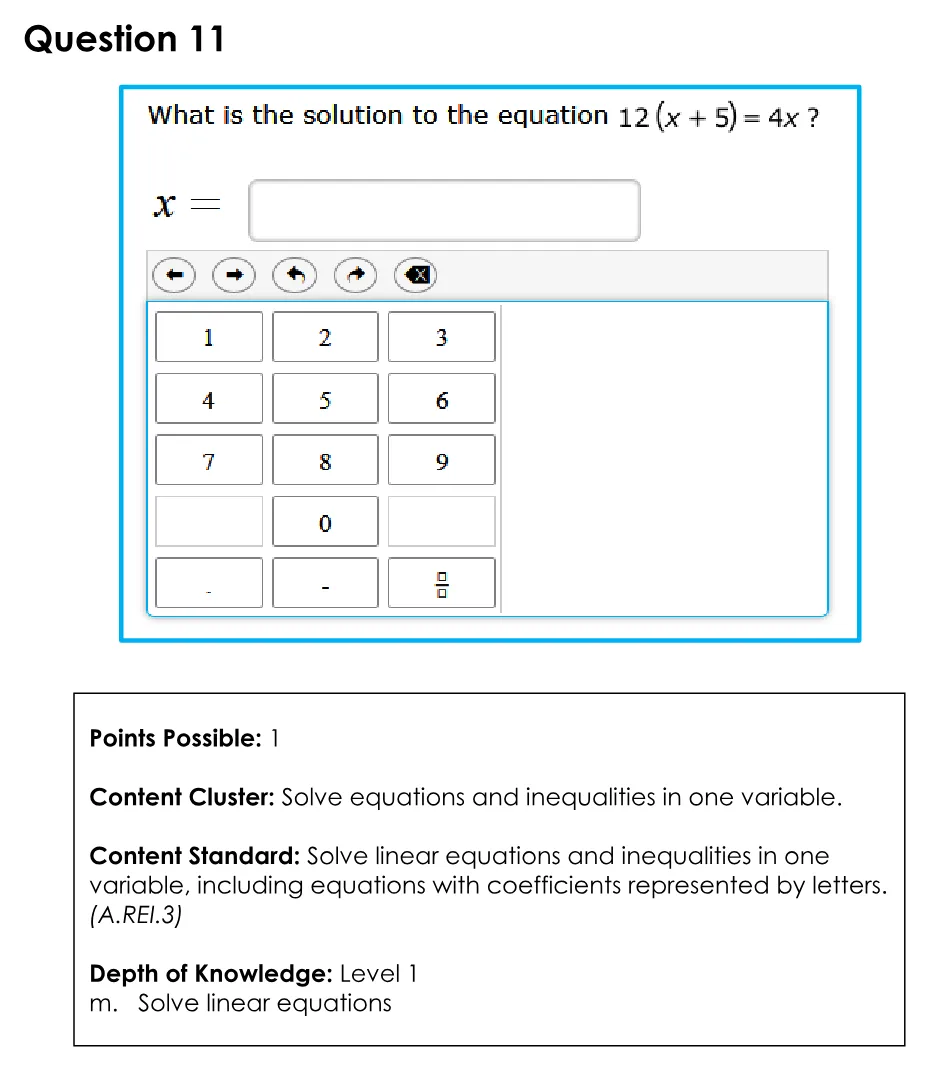 Question 11
What is the solution to the equation 12(x + 5) = 4x ?
x =
1 2 3
4 5 6
7 8 9
0
. - □/□
Points Possible: 1
Content Cluster: Solve equations and inequalities in one variable.
Content Standard: Solve linear equations and inequalities in one
variable, including equations with coefficients represented by letters.
(A.REI.3)
Depth of Knowledge: Level 1
m. Solve linear equations